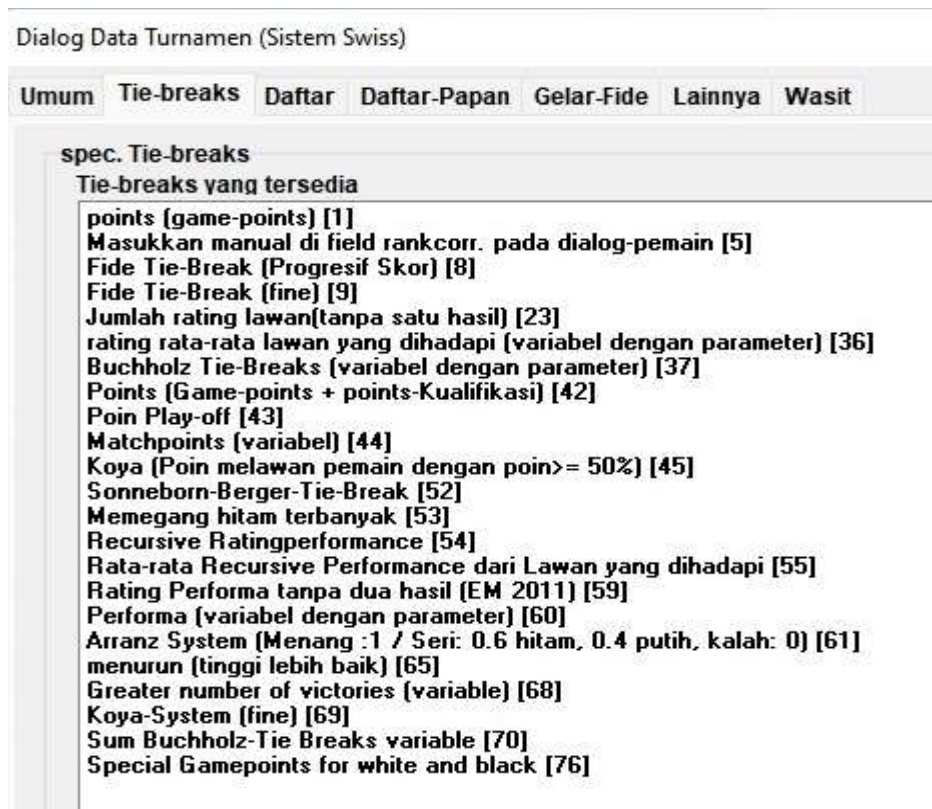 Dialog Data Turnamen (Sistem Swiss)
Umum Tie-breaks Daftar Daftar-Papan Gelar-Fide Lainnya Wasit
spec. Tie-breaks
Tie-breaks yang tersedia
points (game-points) [1]
Masukkan manual di field rankcorr. pada dialog-pemain [5]
Fide Tie-Break (Progresif Skor) [8]
Fide Tie-Break (fine) [9]
Jumlah rating lawan(tanpa satu hasil) [23]
rating rata-rata lawan yang dihadapi (variabel dengan parameter) [36]
Buchholz Tie-Breaks (variabel dengan parameter) [37]
Points (Game-points + points-Kualifikasi) [42]
Poin Play-off [43]
Matchpoints (variabel) [44]
Koya (Poin melawan pemain dengan poin>= 50%) [45]
Sonneborn-Berger-Tie-Break [52]
Memegang hitam terbanyak [53]
Recursive Ratingperformance [54]
Rata-rata Recursive Performance dari Lawan yang dihadapi [55]
Rating Performa tanpa dua hasil (EM 2011) [59]
Performa (variabel dengan parameter) [60]
Arranz System (Menang :1 / Seri: 0.6 hitam, 0.4 putih, kalah: 0) [61]
menurun (tinggi lebih baik) [65]
Greater number of victories (variable) [68]
Koya-System (fine) [69]
Sum Buchholz-Tie Breaks variable [70]
Special Gamepoints for white and black [76]